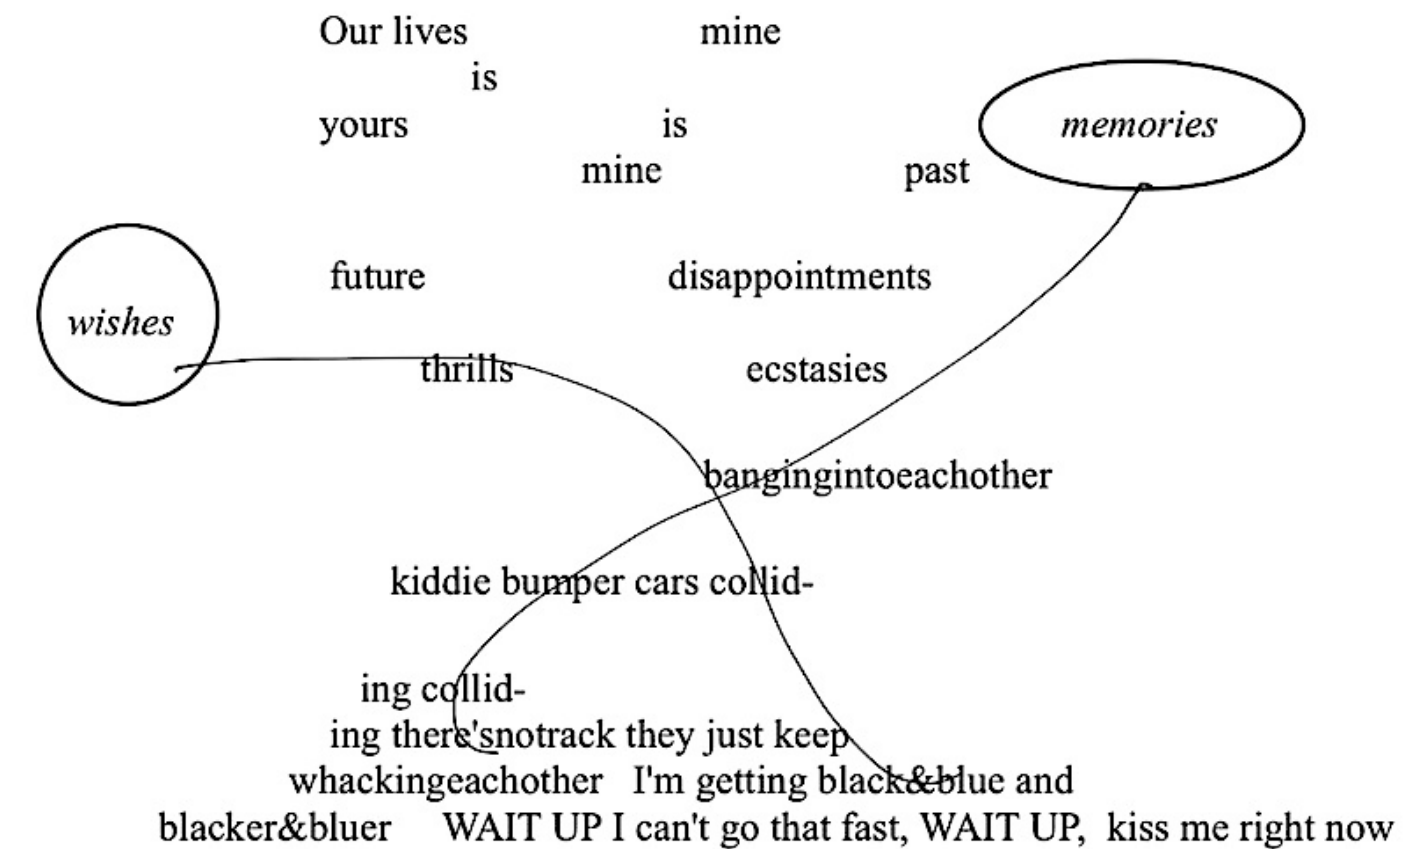 Our lives mine
is
yours is memories
mine past
future disappointments
wishes
thrills ecstasies
bangingintoeachother
kiddie bumper cars collid-
ing collid-
ing there'snotrack they just keep
whackingeachother I'm getting black&blue and
blacker&bluer WAIT UP I can't go that fast, WAIT UP, kiss me right now